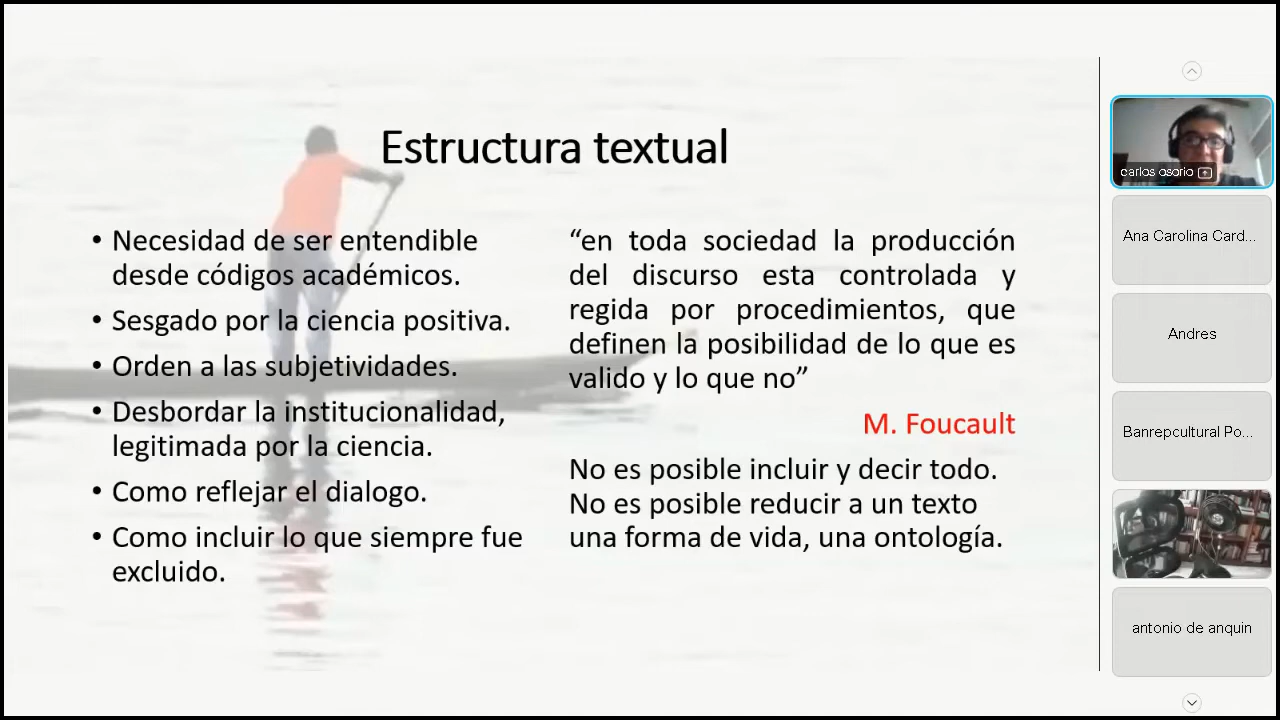 Estructura textual
• Necesidad de ser entendible
desde códigos académicos.
• Sesgado por la ciencia positiva.
• Orden a las subjetividades.
• Desbordar la institucionalidad,
legitimada por la ciencia.
• Como reflejar el dialogo.
• Como incluir lo que siempre fue
excluido.
“en toda sociedad la producción
del discurso esta controlada y
regida por procedimientos, que
definen la posibilidad de lo que es
valido y lo que no”
M. Foucault
No es posible incluir y decir todo.
No es posible reducir a un texto
una forma de vida, una ontología.
carlos osorio
Ana Carolina Card...
Andres
Banrepcultural Po...
antonio de anquin